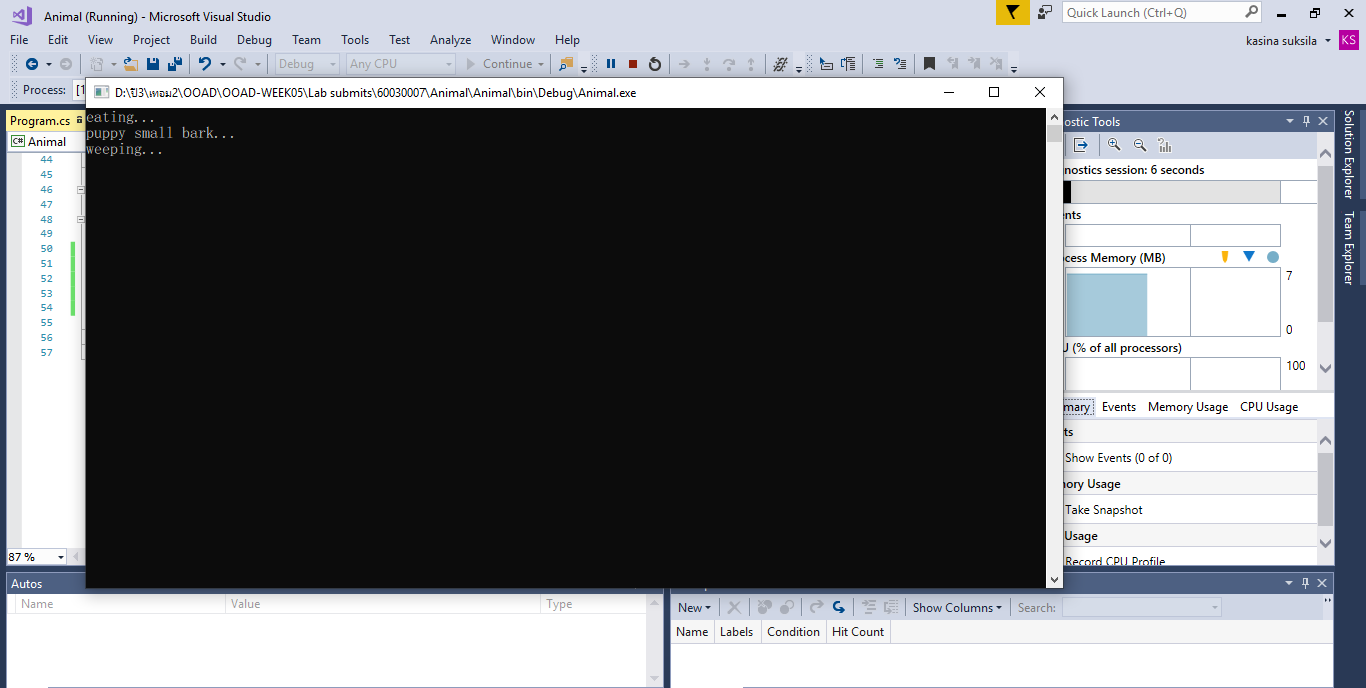 Animal (Running) - Microsoft Visual Studio
Quick Launch (Ctrl+Q)
File Edit View Project Build Debug Team Tools Test Analyze Window Help
kasina suksila KS
Debug Any CPU Continue
Process: [1
D:\ปี3\เทอม2\OOAD\OOAD-WEEK05\Lab submits\60030007\Animal\Animal\bin\Debug\Animal.exe
eating...
puppy small bark...
weeping...
Program.cs
C# Animal
44
45
46
47
48
49
50
51
52
53
54
55
56
57
87 %
ostic Tools
nostics session: 6 seconds
nts
cess Memory (MB)
7
0
U (% of all processors)
100
mary Events Memory Usage CPU Usage
ts
Show Events (0 of 0)
ory Usage
Take Snapshot
Usage
Record CPU Profile
Solution Explorer
Team Explorer
Autos
Name Value Type
New Show Columns Search:
Name Labels Condition Hit Count